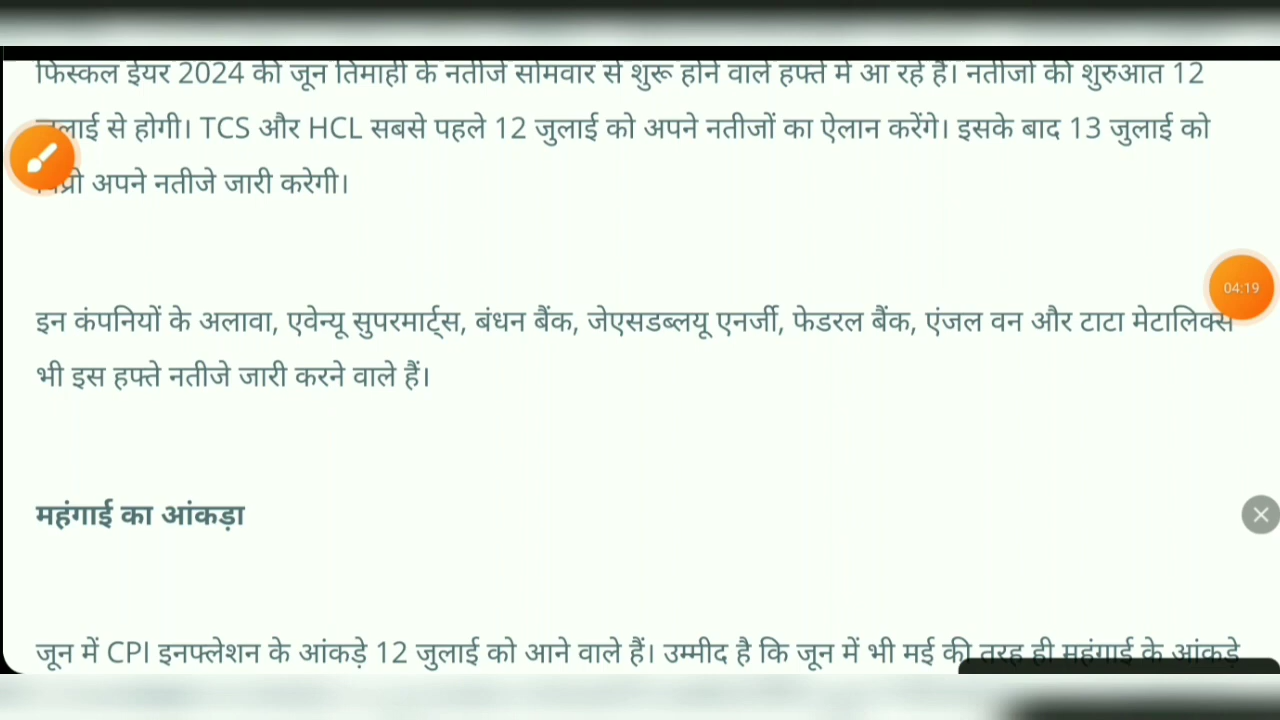 फिस्कल ईयर 2024 की जून तिमाही के नतीजे सोमवार से शुरू होने वाले हफ्ते में आ रहे हैं। नतीजों की शुरुआत 12
से होगी। TCS और HCL सबसे पहले 12 जुलाई को अपने नतीजों का ऐलान करेंगे। इसके बाद 13 जुलाई को
अपने नतीजे जारी करेगी।
04:19
इन कंपनियों के अलावा, एवेन्यू सुपरमार्ट्स, बंधन बैंक, जेएसडब्लयू एनर्जी, फेडरल बैंक, एंजल वन और टाटा मेटालिक्स
भी इस हफ्ते नतीजे जारी करने वाले हैं।
महंगाई का आंकड़ा
जून में CPI इनफ्लेशन के आंकड़े 12 जुलाई को आने वाले हैं। उम्मीद है कि जून में भी मई की तरह ही महंगाई के आंकड़े